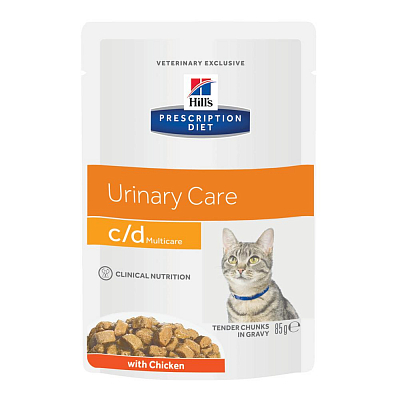 VETERINARY EXCLUSIVE
Hill's
PRESCRIPTION
DIET
Urinary Care
c/d Multicare
CLINICAL NUTRITION
TENDER CHUNKS
IN GRAVY 85g℮
with Chicken